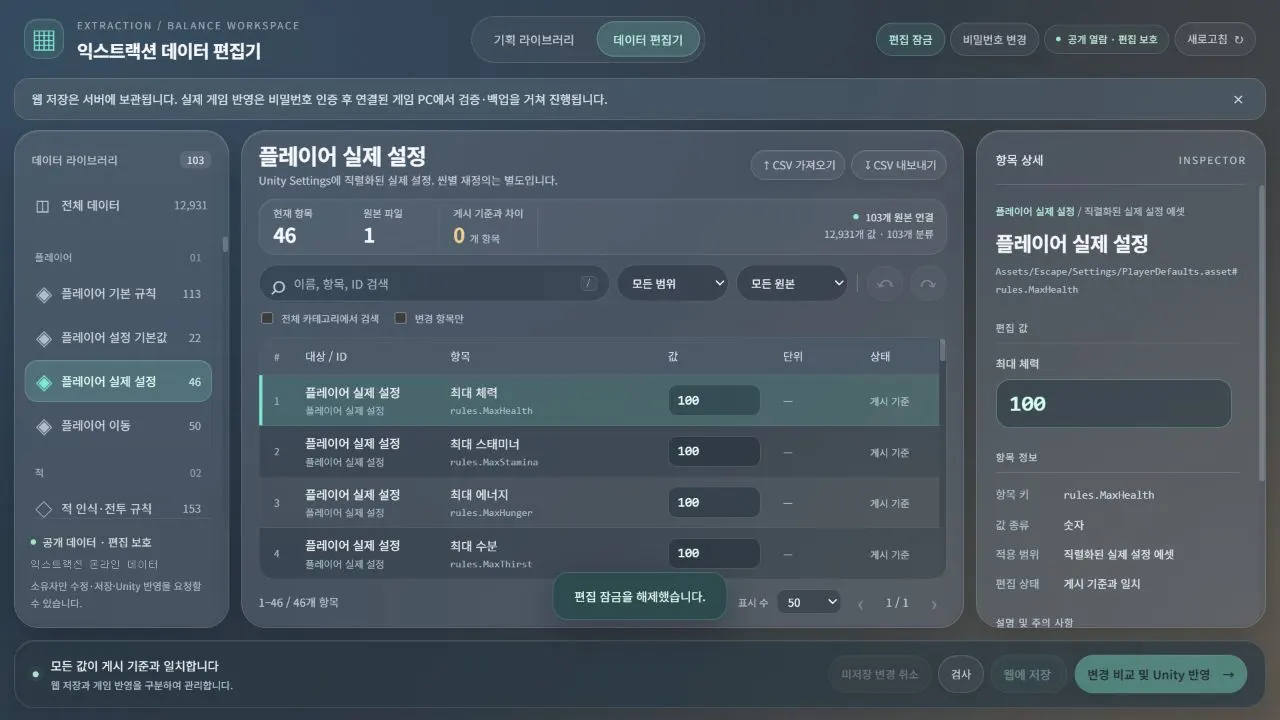 EXTRACTION / BALANCE WORKSPACE
익스트랙션 데이터 편집기
기획 라이브러리
데이터 편집기
편집 잠금
비밀번호 변경
공개 열람 · 편집 보호
새로고침 ↻
웹 저장은 서버에 보관됩니다. 실제 게임 반영은 비밀번호 인증 후 연결된 게임 PC에서 검증·백업을 거쳐 진행됩니다.
×
데이터 라이브러리 103
전체 데이터 12,931
플레이어 01
플레이어 기본 규칙 113
플레이어 설정 기본값 22
플레이어 실제 설정 46
플레이어 이동 50
적 02
적 인식·전투 규칙 153
공개 데이터 · 편집 보호
익스트랙션 온라인 데이터
소유자만 수정·저장·Unity 반영을 요청할
수 있습니다.
플레이어 실제 설정
Unity Settings에 직렬화된 실제 설정. 씬별 재정의는 별도입니다.
↑ CSV 가져오기
↧ CSV 내보내기
현재 항목
46
원본 파일
1
게시 기준과 차이
0 개 항목
103개 원본 연결
12,931개 값 · 103개 분류
이름, 항목, ID 검색 /
모든 범위
모든 원본
전체 카테고리에서 검색
변경 항목만
# 대상 / ID 항목 값 단위 상태
1 플레이어 실제 설정 최대 체력 100 — 게시 기준
플레이어 실제 설정 rules.MaxHealth
2 플레이어 실제 설정 최대 스태미너 100 — 게시 기준
플레이어 실제 설정 rules.MaxStamina
3 플레이어 실제 설정 최대 에너지 100 — 게시 기준
플레이어 실제 설정 rules.MaxHunger
4 플레이어 실제 설정 최대 수분 100 — 게시 기준
플레이어 실제 설정 rules.MaxThirst
1–46 / 46개 항목
편집 잠금을 해제했습니다.
표시 수 50
‹ 1 / 1 ›
항목 상세 INSPECTOR
플레이어 실제 설정 / 직렬화된 실제 설정 에셋
플레이어 실제 설정
Assets/Escape/Settings/PlayerDefaults.asset#
rules.MaxHealth
편집 값
최대 체력
100
항목 정보
항목 키 rules.MaxHealth
값 종류 숫자
적용 범위 직렬화된 실제 설정 에셋
편집 상태 게시 기준과 일치
설명 및 주의 사항
모든 값이 게시 기준과 일치합니다
웹 저장과 게임 반영을 구분하여 관리합니다.
미저장 변경 취소
검사
웹에 저장
변경 비교 및 Unity 반영 →